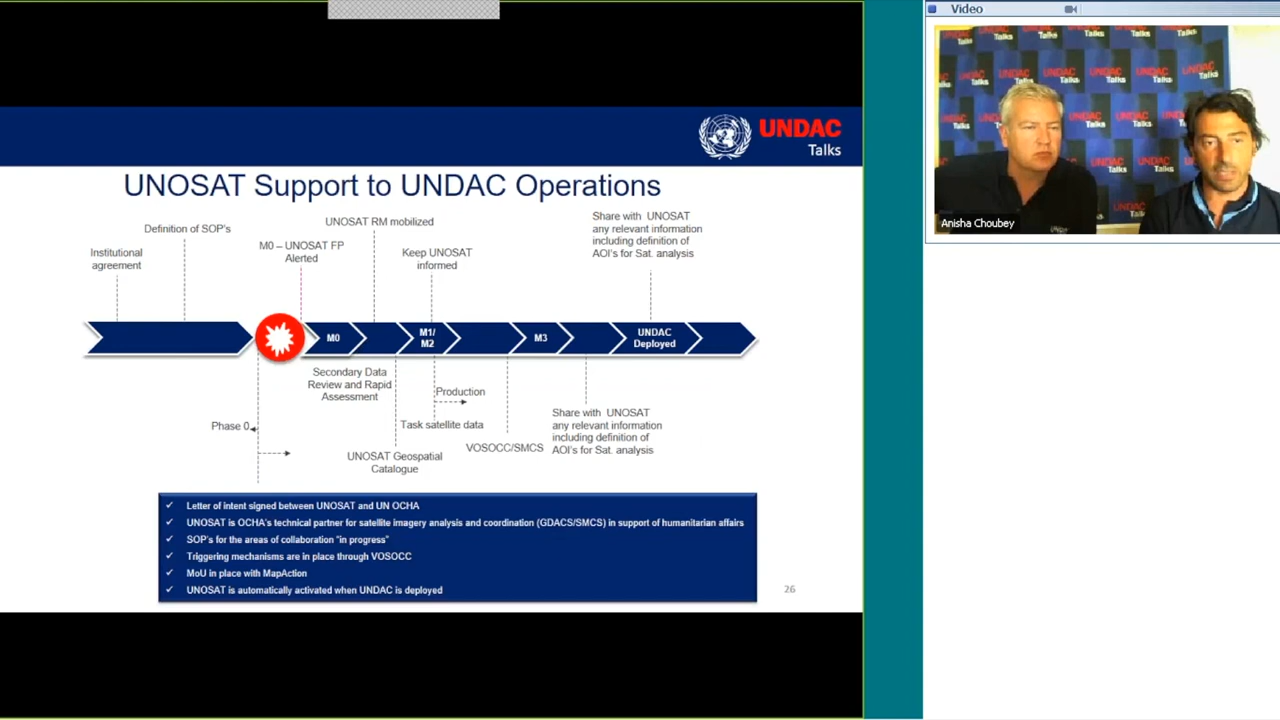 Video
UNDAC
Talks
UNOSAT Support to UNDAC Operations
Institutional
agreement
Definition of SOP's
M0 – UNOSAT FP
Alerted
UNOSAT RM mobilized
Keep UNOSAT
informed
Share with UNOSAT
any relevant information
including definition of
AOI's for Sat. analysis
M0
M1/
M2
M3
UNDAC
Deployed
Phase 0
Secondary Data
Review and Rapid
Assessment
UNOSAT Geospatial
Catalogue
Production
Task satellite data
VOSOCC/SMCS
Share with UNOSAT
any relevant information
including definition of
AOI's for Sat. analysis
✓ Letter of intent signed between UNOSAT and UN OCHA
✓ UNOSAT is OCHA's technical partner for satellite imagery analysis and coordination (GDACS/SMCS) in support of humanitarian affairs
✓ SOP's for the areas of collaboration "in progress"
✓ Triggering mechanisms are in place through VOSOCC
✓ MoU in place with MapAction
✓ UNOSAT is automatically activated when UNDAC is deployed
26
UNDAC
Talks
Anisha Choubey